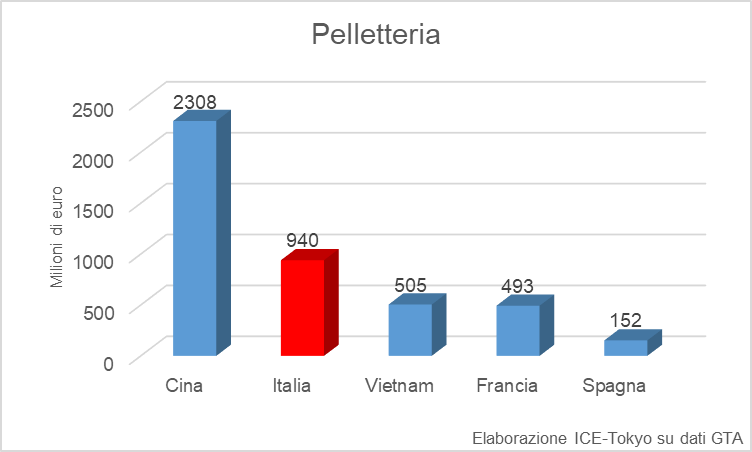 Pelletteria
Milioni di euro
2500
2000
1500
1000
500
0
2308
940
505
493
152
Cina
Italia
Vietnam
Francia
Spagna
Elaborazione ICE-Tokyo su dati GTA